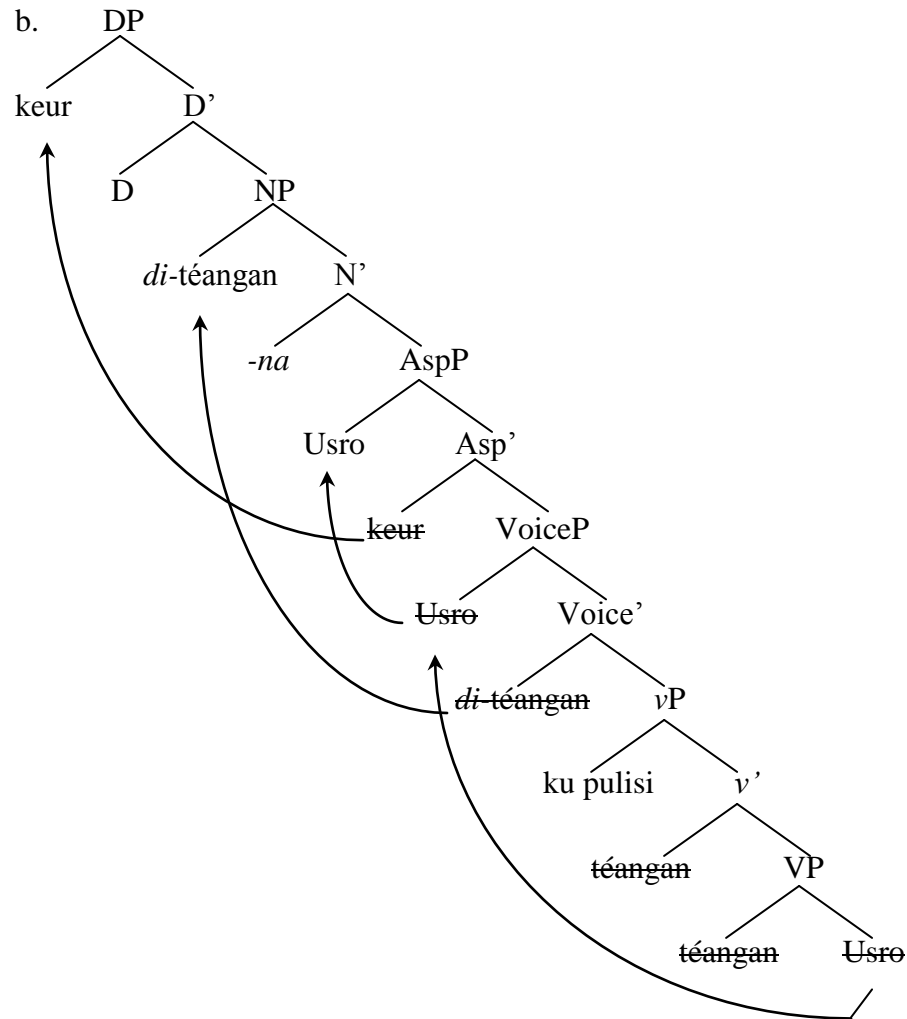 b. DP
keur D’
D NP
di-téangan N’
-na AspP
Usro Asp’
keur VoiceP
Usro Voice’
di-téangan vP
ku pulisi v’
téangan VP
téangan Usro